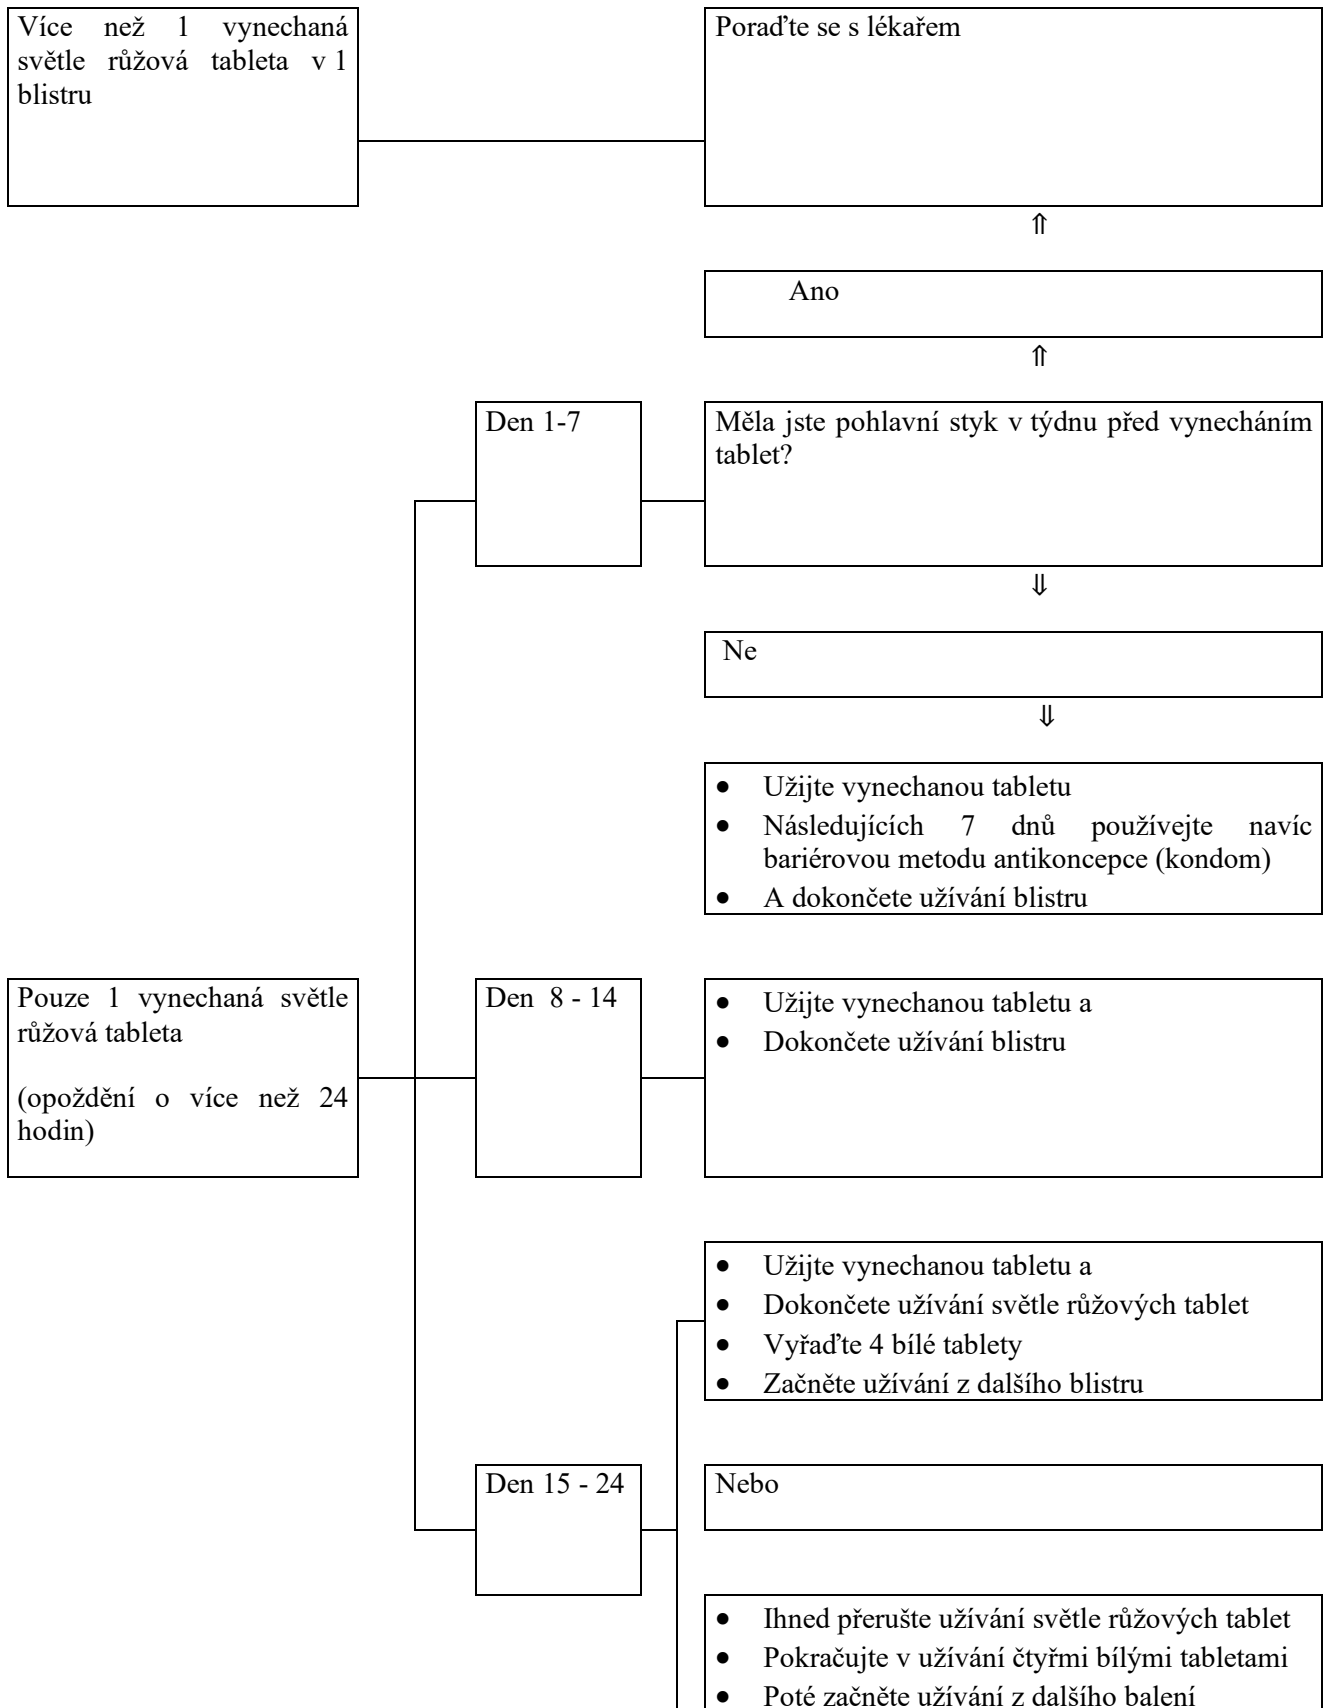 Více než 1 vynechaná
světle růžová tableta v 1
blistru
Poraďte se s lékařem
⇑
Ano
⇑
Den 1-7
Měla jste pohlavní styk v týdnu před vynecháním
tablet?
⇓
Ne
⇓
• Užijte vynechanou tabletu
• Následujících 7 dnů používejte navíc
bariérovou metodu antikoncepce (kondom)
• A dokončete užívání blistru
Pouze 1 vynechaná světle
růžová tableta
(opoždění o více než 24
hodin)
Den 8 - 14
• Užijte vynechanou tabletu a
• Dokončete užívání blistru
• Užijte vynechanou tabletu a
• Dokončete užívání světle růžových tablet
• Vyřaďte 4 bílé tablety
• Začněte užívání z dalšího blistru
Den 15 - 24
Nebo
• Ihned přerušte užívání světle růžových tablet
• Pokračujte v užívání čtyřmi bílými tabletami
• Poté začněte užívání z dalšího balení